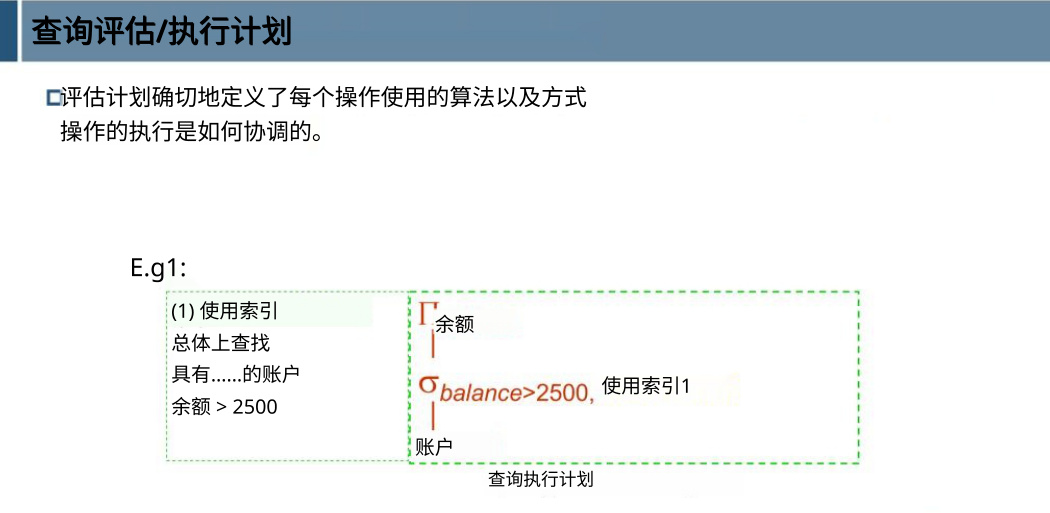 查询评估/执行计划
评估计划确切地定义了每个操作使用的算法以及方式
操作的执行是如何协调的。
E.g1:
(1) 使用索引
总体上查找
具有......的账户
余额 > 2500
Π余额
σbalance>2500, 使用索引1
账户
查询执行计划